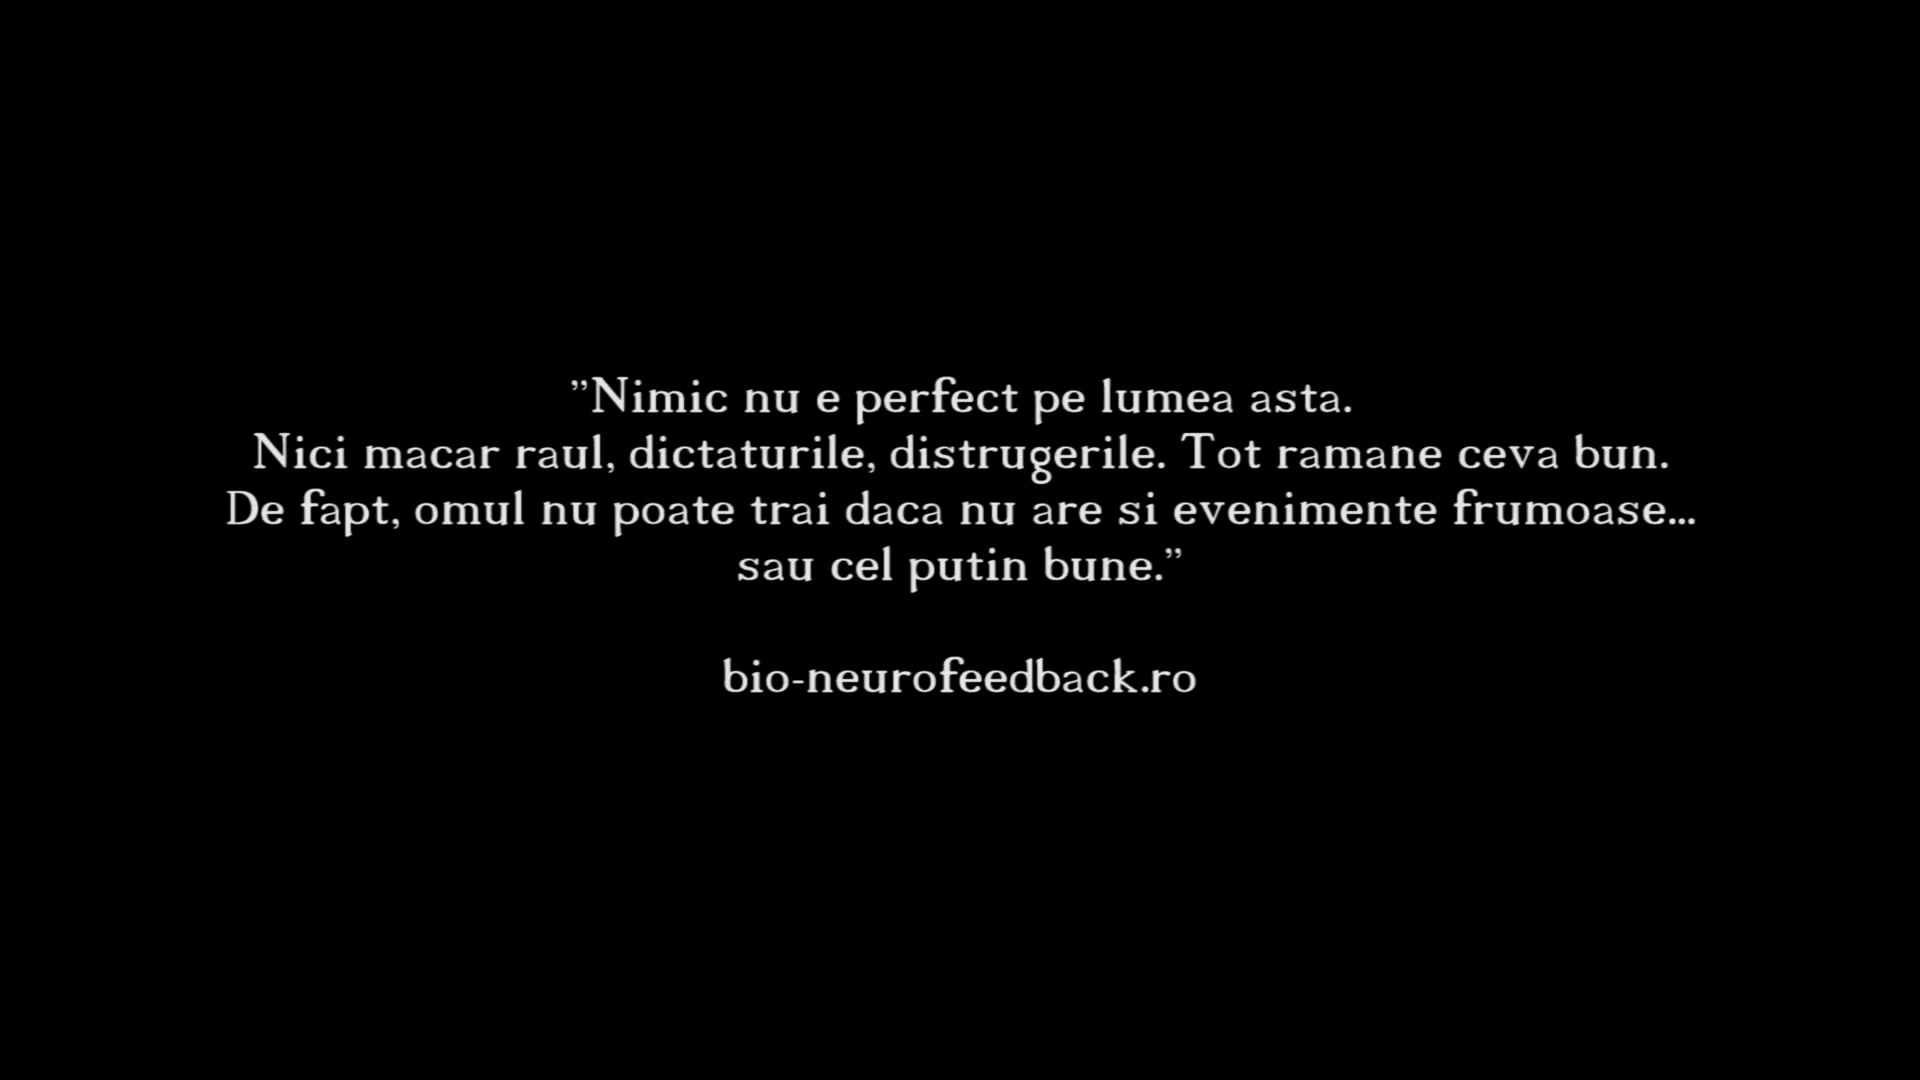 ”Nimic nu e perfect pe lumea asta.
Nici macar raul, dictaturile, distrugerile. Tot ramane ceva bun.
De fapt, omul nu poate trai daca nu are si evenimente frumoase...
sau cel putin bune.”
bio-neurofeedback.ro